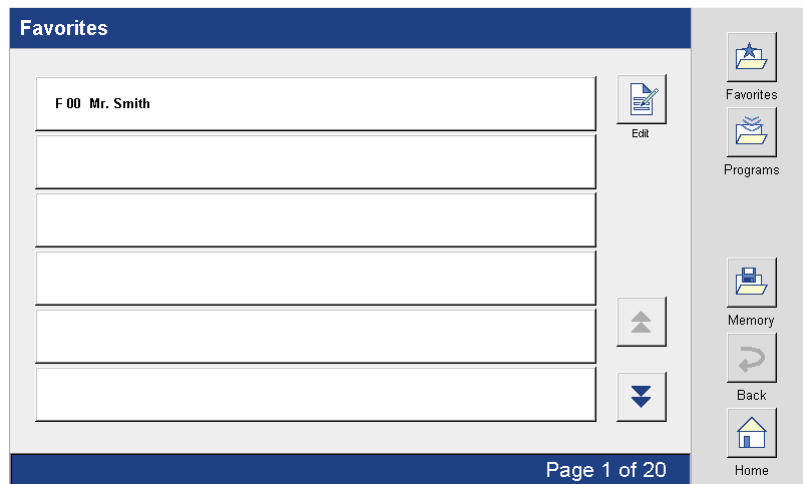 Favorites
F 00 Mr. Smith
Edit
Page 1 of 20
Favorites
Programs
Memory
Back
Home